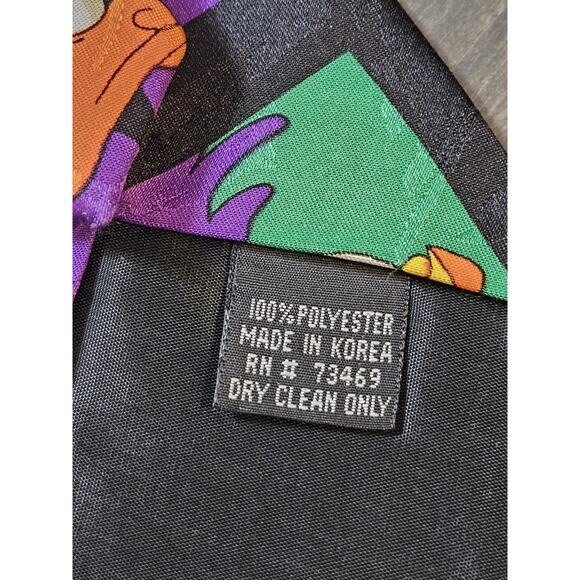 100% POLYESTER
MADE IN KOREA
RN # 73469
DRY CLEAN ONLY